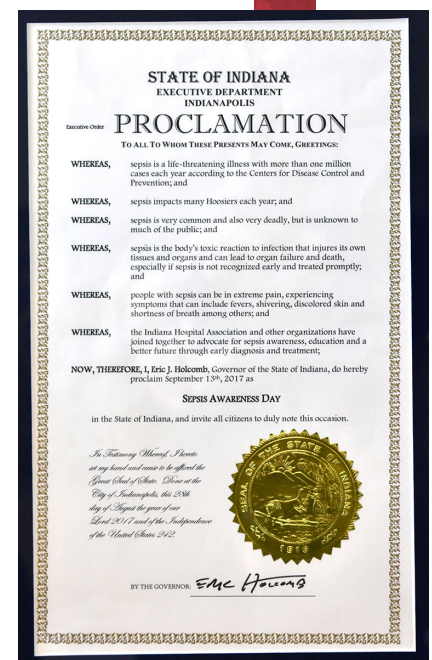 STATE OF INDIANA
EXECUTIVE DEPARTMENT
INDIANAPOLIS
Executive Order PROCLAMATION
TO ALL TO WHOM THESE PRESENTS MAY COME, GREETINGS:
WHEREAS, sepsis is a life-threatening illness with more than one million
cases each year according to the Centers for Disease Control and
Prevention; and
WHEREAS, sepsis impacts many Hoosiers each year; and
WHEREAS, sepsis is very common and also very deadly, but is unknown to
much of the public; and
WHEREAS, sepsis is the body's toxic reaction to infection that injures its own
tissues and organs and can lead to organ failure and death,
especially if sepsis is not recognized early and treated promptly;
and
WHEREAS, people with sepsis can be in extreme pain, experiencing
symptoms that can include fevers, shivering, discolored skin and
shortness of breath among others; and
WHEREAS, the Indiana Hospital Association and other organizations have
joined together to advocate for sepsis awareness, education and a
better future through early diagnosis and treatment;
NOW, THEREFORE, I, Eric J. Holcomb, Governor of the State of Indiana, do hereby
proclaim September 13th, 2017 as
SEPSIS AWARENESS DAY
in the State of Indiana, and invite all citizens to duly note this occasion.
In Testimony Whereof, I hereto
set my hand and cause to be affixed the
Great Seal of State. Done at the
City of Indianapolis, this 28th
day of August the year of our
Lord 2017 and of the Independence
of the United States 242.
SEAL OF THE STATE OF INDIANA
1816
BY THE GOVERNOR: Eric Holcomb